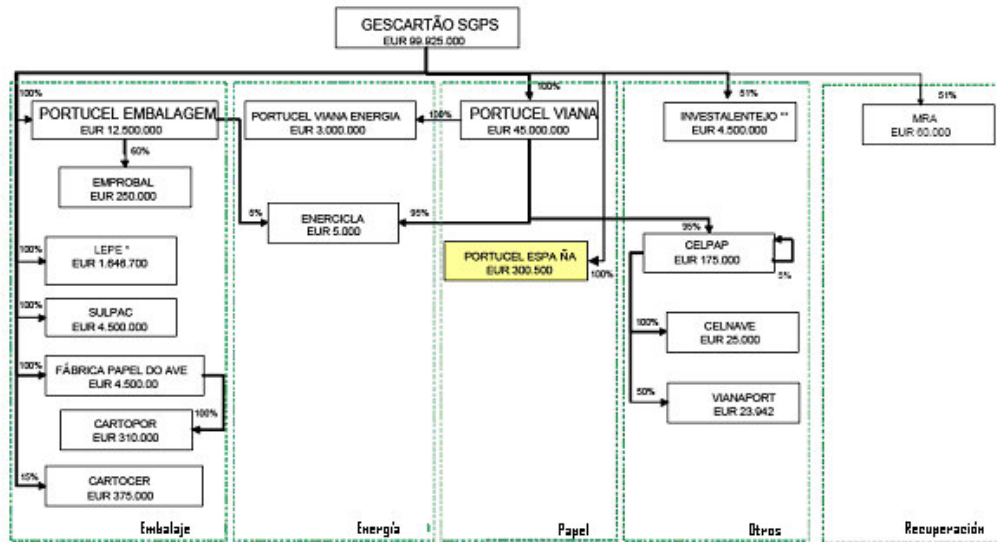 GESCARTÃO SGPS
EUR 99.925.000
100%
100%
51%
51%
PORTUCEL EMBALAGEM
EUR 12.500.000
PORTUCEL VIANA ENERGIA
EUR 3.000.000
100%
PORTUCEL VIANA
EUR 45.000.000
INVESTALENTEJO **
EUR 4.500.000
MRA
EUR 60.000
60%
EMPROBAL
EUR 250.000
5%
ENERCICLA
EUR 5.000
95%
95%
100%
LEPE *
EUR 1.646.700
PORTUCEL ESPA ÑA
EUR 300.500
100%
CELPAP
EUR 175.000
5%
100%
SULPAC
EUR 4.500.000
100%
CELNAVE
EUR 25.000
100%
FÁBRICA PAPEL DO AVE
EUR 4.500.00
50%
VIANAPORT
EUR 23.942
100%
CARTOPOR
EUR 310.000
15%
CARTOCER
EUR 375.000
Embalaje
Energía
Papel
Otros
Recuperación